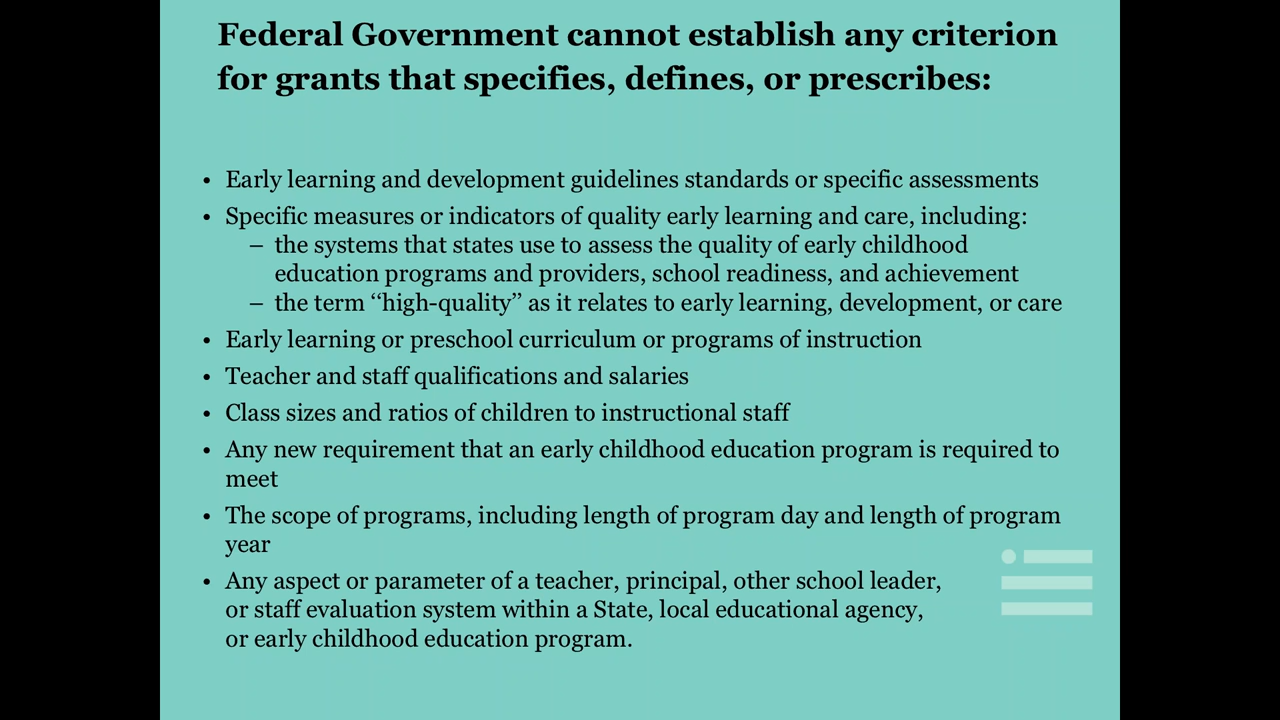 Federal Government cannot establish any criterion
for grants that specifies, defines, or prescribes:
• Early learning and development guidelines standards or specific assessments
• Specific measures or indicators of quality early learning and care, including:
– the systems that states use to assess the quality of early childhood
education programs and providers, school readiness, and achievement
– the term ‘‘high-quality’’ as it relates to early learning, development, or care
• Early learning or preschool curriculum or programs of instruction
• Teacher and staff qualifications and salaries
• Class sizes and ratios of children to instructional staff
• Any new requirement that an early childhood education program is required to
meet
• The scope of programs, including length of program day and length of program
year
• Any aspect or parameter of a teacher, principal, other school leader,
or staff evaluation system within a State, local educational agency,
or early childhood education program.